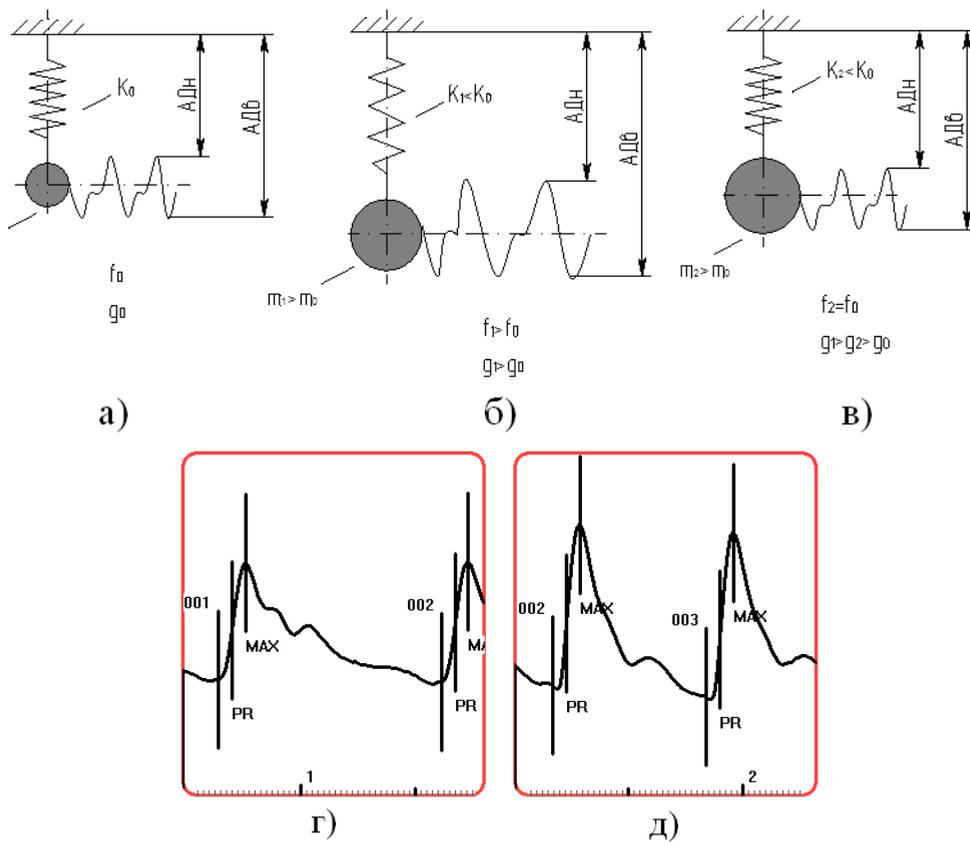 K₀
АДн
АДв
f₀
g₀
а)
K₁<K₀
АДн
АДв
m₁>m₀
f₁>f₀
g₁>g₀
б)
K₂<K₀
АДн
АДв
m₂>m₀
f₂=f₀
g₁>g₂>g₀
в)
001
MAX
PR
002
MA
PR
1
г)
002
MAX
PR
003
MAX
PR
2
д)